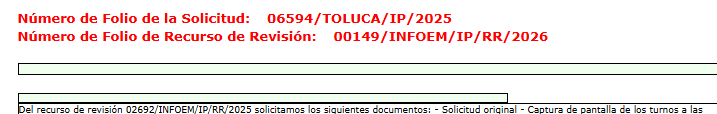 Número de Folio de la Solicitud: 06594/TOLUCA/IP/2025
Número de Folio de Recurso de Revisión: 00149/INFOEM/IP/RR/2026
Del recurso de revisión 02692/INFOEM/IP/RR/2025 solicitamos los siguientes documentos: - Solicitud original - Captura de pantalla de los turnos a las